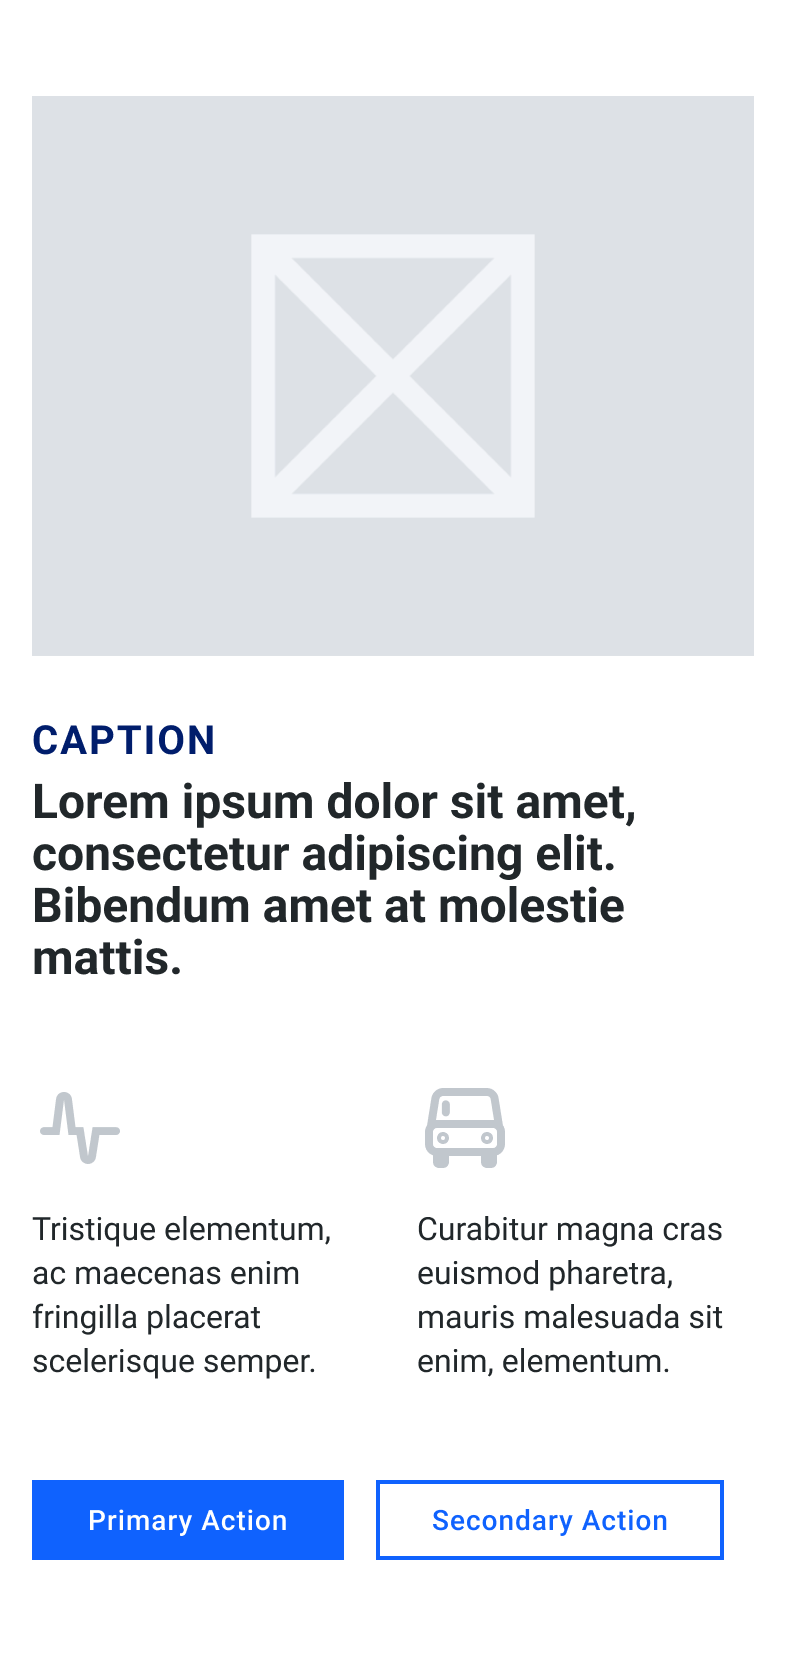 CAPTION
Lorem ipsum dolor sit amet,
consectetur adipiscing elit.
Bibendum amet at molestie
mattis.
Tristique elementum,
ac maecenas enim
fringilla placerat
scelerisque semper.
Curabitur magna cras
euismod pharetra,
mauris malesuada sit
enim, elementum.
Primary Action
Secondary Action